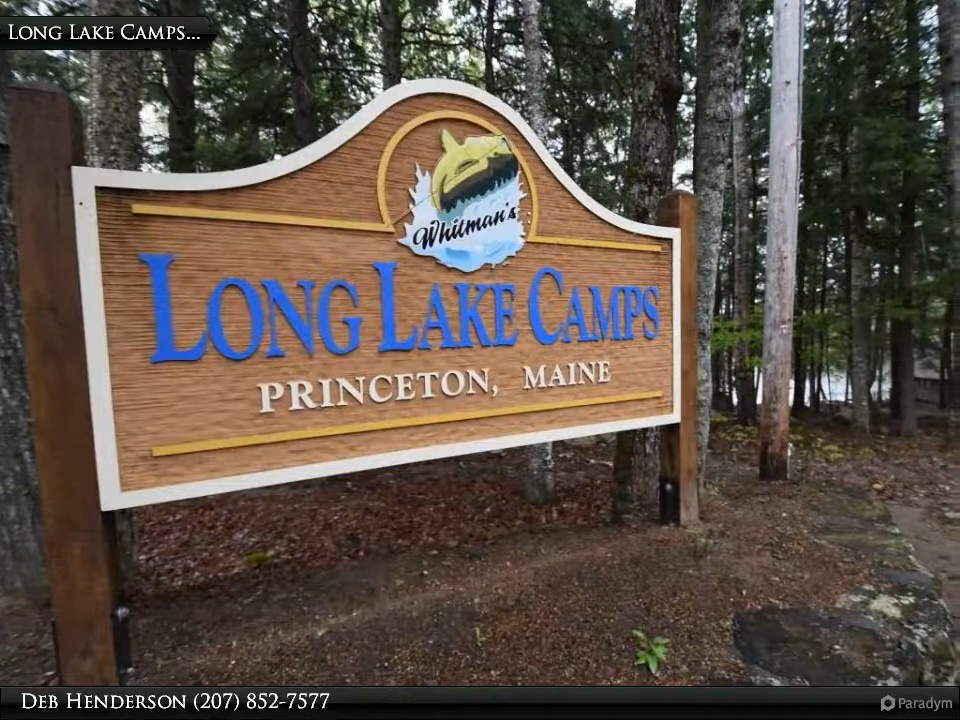 Long Lake Camps...
Whitman's
Long Lake Camps
PRINCETON, MAINE
Deb Henderson (207) 852-7577
Paradym